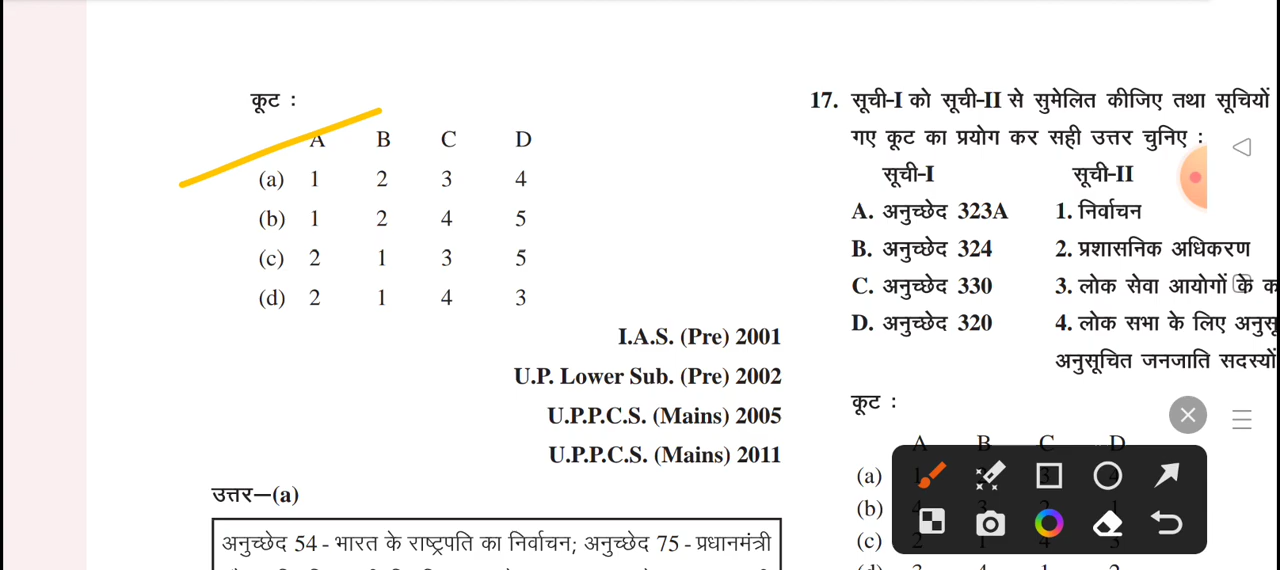 कूट :
A B C D
(a) 1 2 3 4
(b) 1 2 4 5
(c) 2 1 3 5
(d) 2 1 4 3
I.A.S. (Pre) 2001
U.P. Lower Sub. (Pre) 2002
U.P.P.C.S. (Mains) 2005
U.P.P.C.S. (Mains) 2011
उत्तर—(a)
अनुच्छेद 54 - भारत के राष्ट्रपति का निर्वाचन; अनुच्छेद 75 - प्रधानमंत्री
17. सूची-I को सूची-II से सुमेलित कीजिए तथा सूचियों
गए कूट का प्रयोग कर सही उत्तर चुनिए :
सूची-I सूची-II
A. अनुच्छेद 323A 1. निर्वाचन
B. अनुच्छेद 324 2. प्रशासनिक अधिकरण
C. अनुच्छेद 330 3. लोक सेवा आयोगों के
D. अनुच्छेद 320 4. लोक सभा के लिए
अनुसूचित जनजाति सदस्यों
कूट :
A B C D
(a)
(b)
(c)